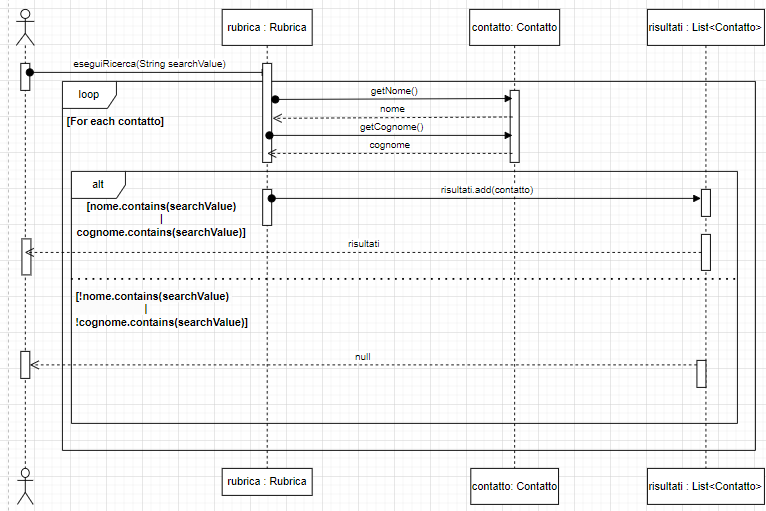 rubrica : Rubrica
contatto: Contatto
risultati : List<Contatto>
eseguiRicerca(String searchValue)
loop
[For each contatto]
getNome()
nome
getCognome()
cognome
alt
[nome.contains(searchValue)
|
cognome.contains(searchValue)]
risultati.add(contatto)
risultati
[!nome.contains(searchValue)
|
!cognome.contains(searchValue)]
null
rubrica : Rubrica
contatto: Contatto
risultati : List<Contatto>